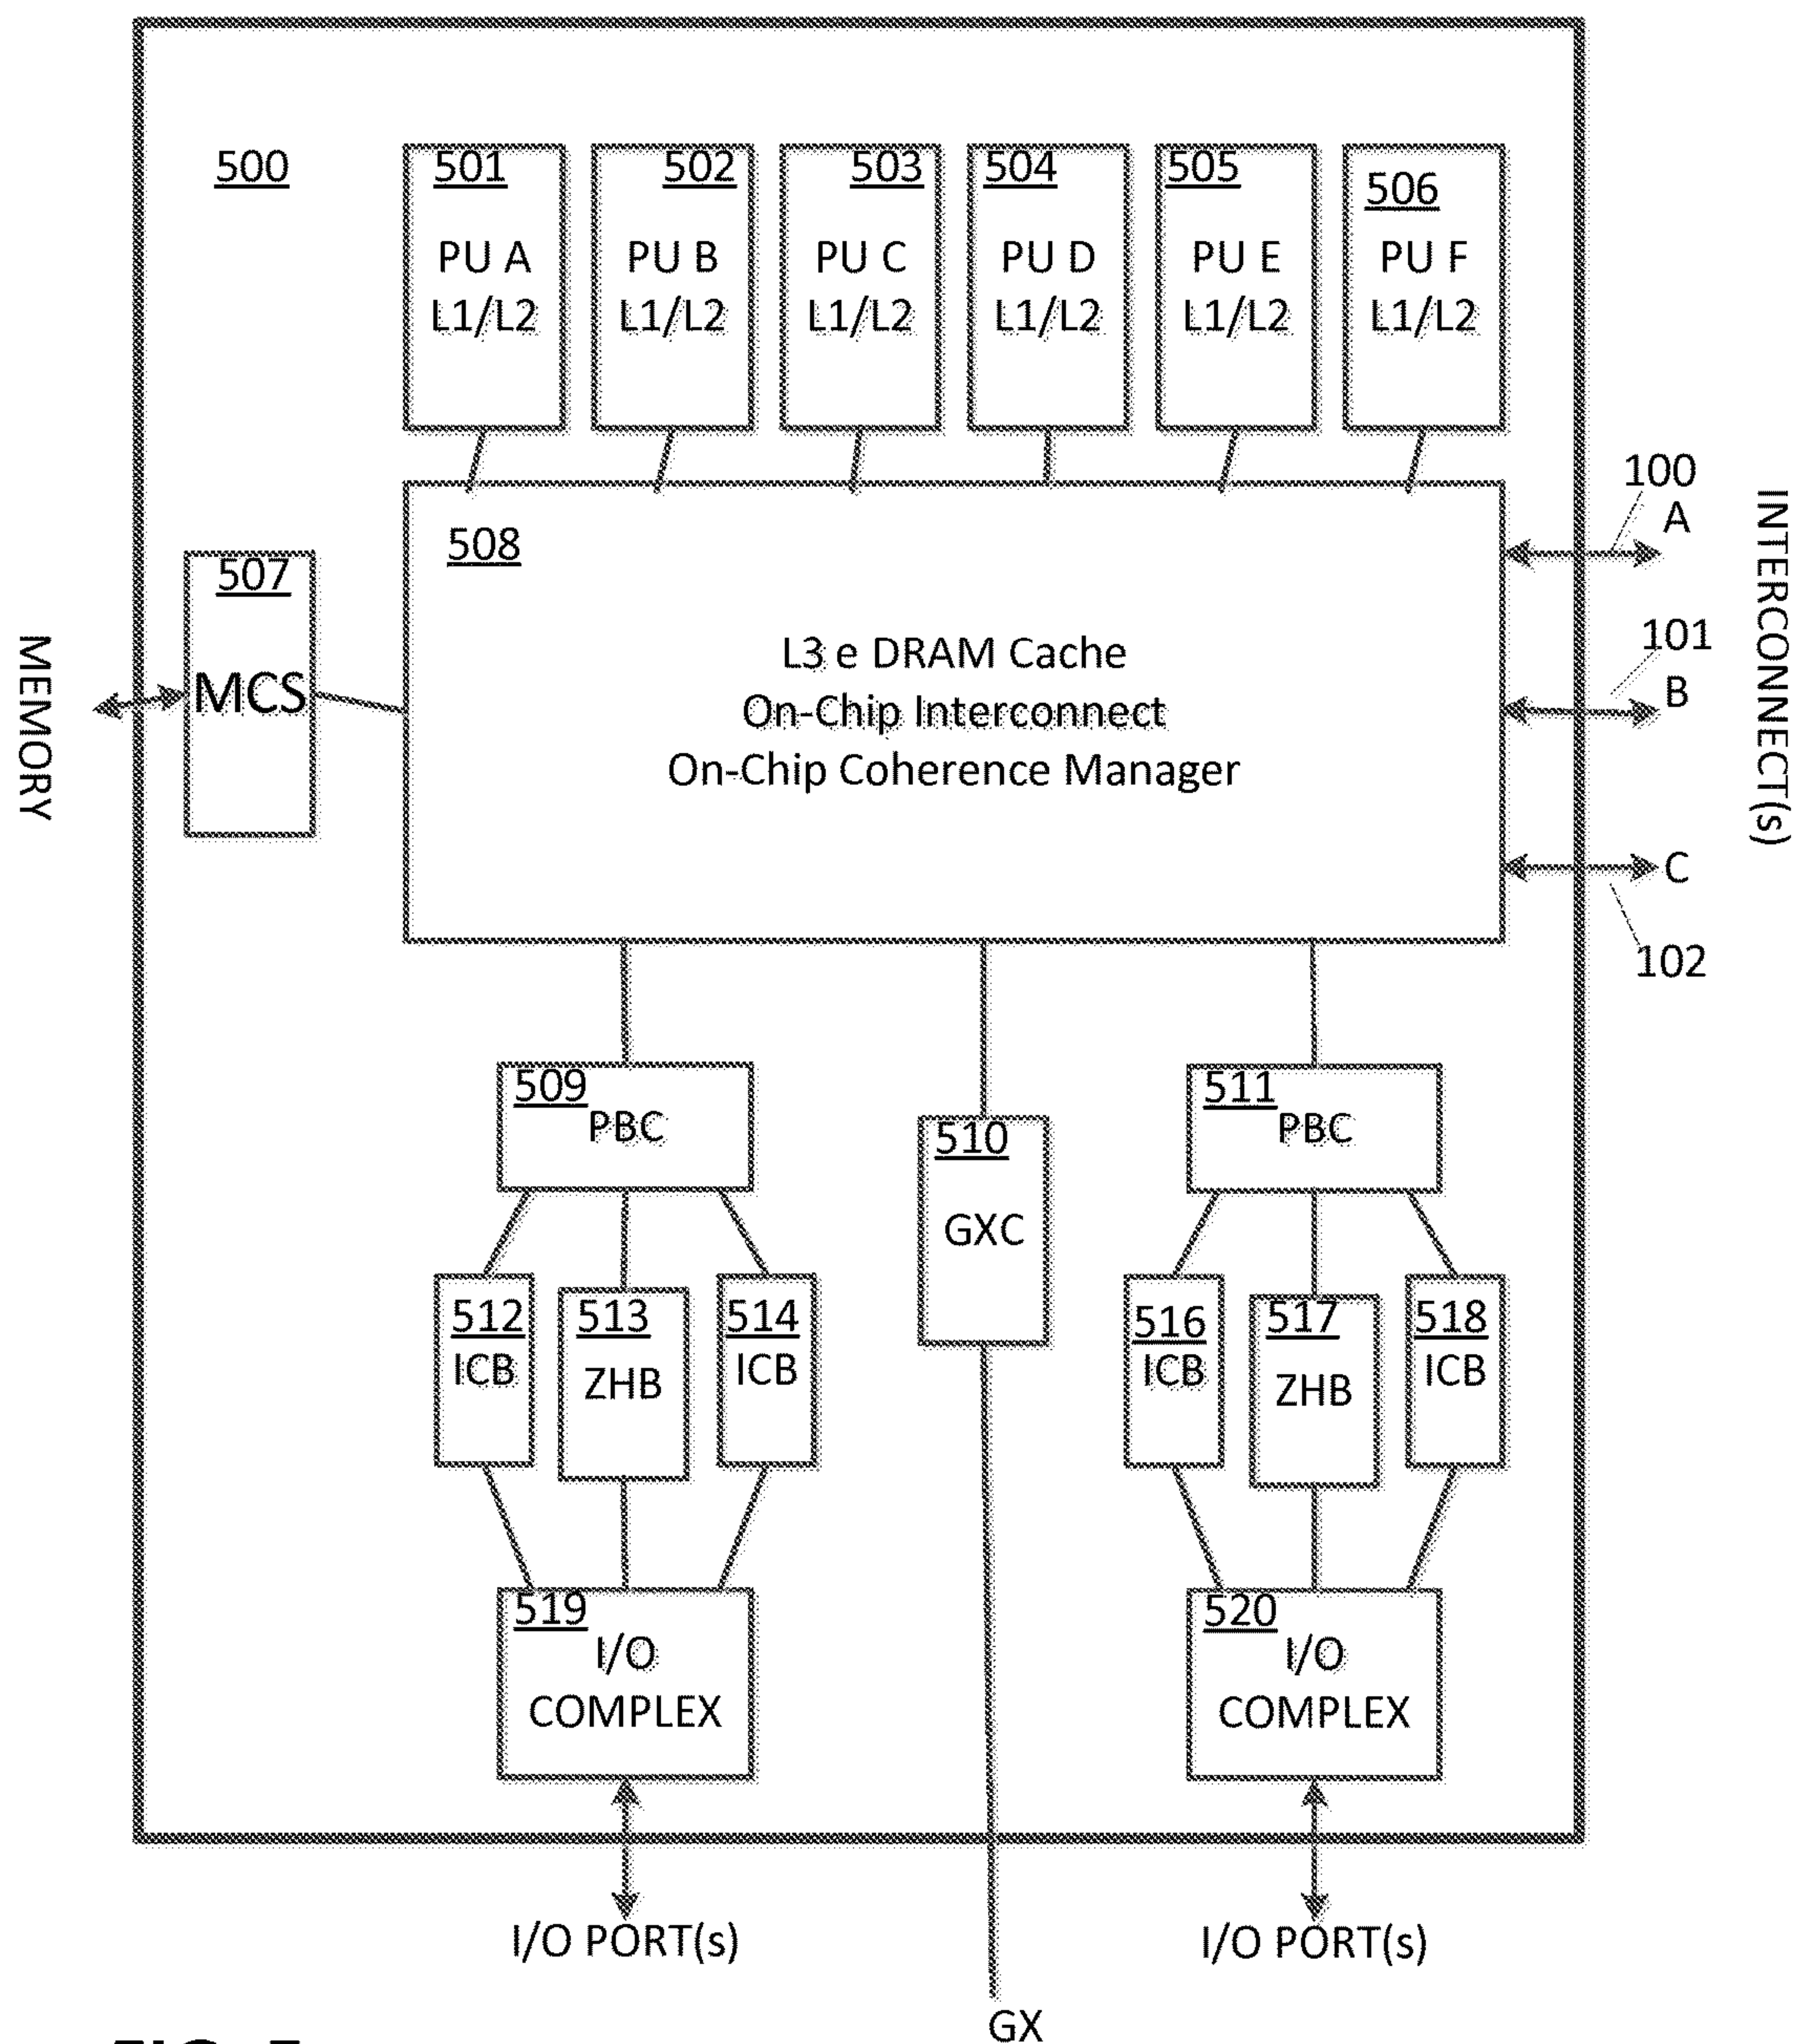 500
501
PU A
L1/L2
502
PU B
L1/L2
503
PU C
L1/L2
504
PU D
L1/L2
505
PU E
L1/L2
506
PU F
L1/L2
507
MCS
MEMORY
508
L3 e DRAM Cache
On-Chip Interconnect
On-Chip Coherence Manager
100
A
101
B
C
102
INTERCONNECT(s)
509
PBC
510
GXC
511
PBC
512
ICB
513
ZHB
514
ICB
516
ICB
517
ZHB
518
ICB
519
I/O
COMPLEX
520
I/O
COMPLEX
I/O PORT(s)
I/O PORT(s)
GX